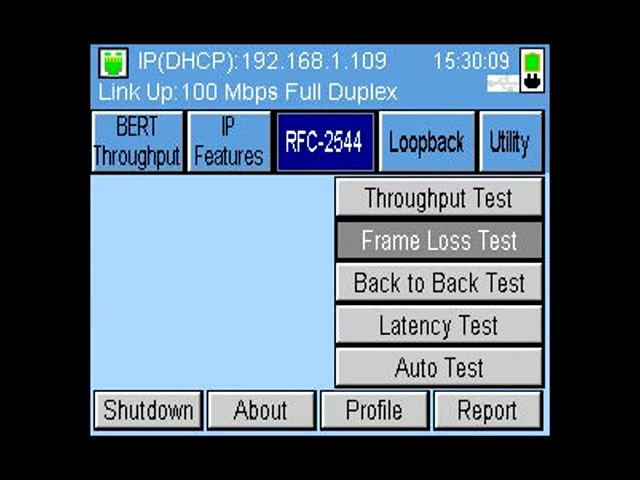 IP(DHCP):192.168.1.109 15:30:09
Link Up:100 Mbps Full Duplex
BERT Throughput
IP Features
RFC-2544
Loopback
Utility
Throughput Test
Frame Loss Test
Back to Back Test
Latency Test
Auto Test
Shutdown About Profile Report